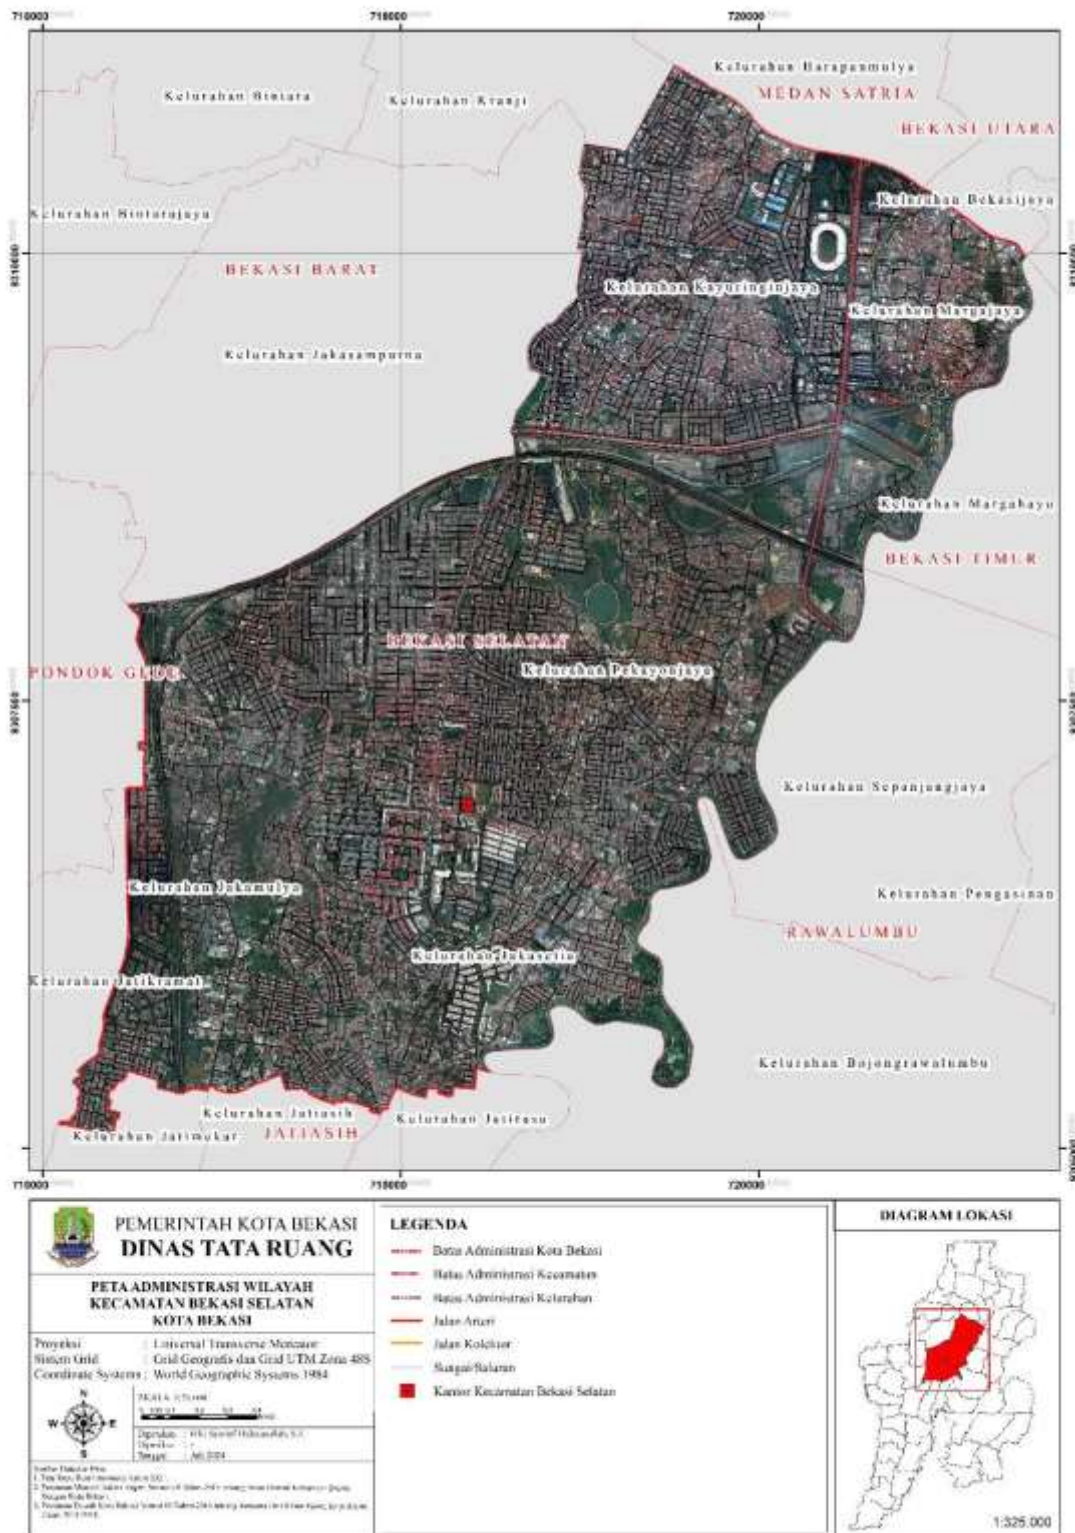 716000
718000
720000
Kelurahan Harapanmulya
MEDAN SATRIA
Kelurahan Bintara
Kelurahan Kranji
BEKASI UTARA
Kelurahan Bintarajaya
Kelurahan Bekasijaya
BEKASI BARAT
Kelurahan Kayuringinjaya
Kelurahan Margajaya
Kelurahan Jakasampurna
Kelurahan Margahayu
BEKASI TIMUR
BEKASI SELATAN
PONDOK GEDE
Kelurahan Pekayonjaya
Kelurahan Sepanjangjaya
Kelurahan Jakamulya
Kelurahan Pengasinan
RAWALUMBU
Kelurahan Jakasetia
Kelurahan Jatikramat
Kelurahan Bojongrawalumbu
Kelurahan Jatiasih
Kelurahan Jatirasa
Kelurahan Jatimekar
JATIASIH
718000
720000
PEMERINTAH KOTA BEKASI
DINAS TATA RUANG
PETA ADMINISTRASI WILAYAH
KECAMATAN BEKASI SELATAN
KOTA BEKASI
Proyeksi : Universal Transverse Mercator
Sistem Grid : Grid Geografis dan Grid UTM Zona 48S
Coordinate Systems : World Geographic Systems 1984
N
W E
S
LEGENDA
Batas Administrasi Kota Bekasi
Batas Administrasi Kecamatan
Batas Administrasi Kelurahan
Jalan Arteri
Jalan Kolektor
Sungai/Saluran
Kantor Kecamatan Bekasi Selatan
DIAGRAM LOKASI
1:325.000